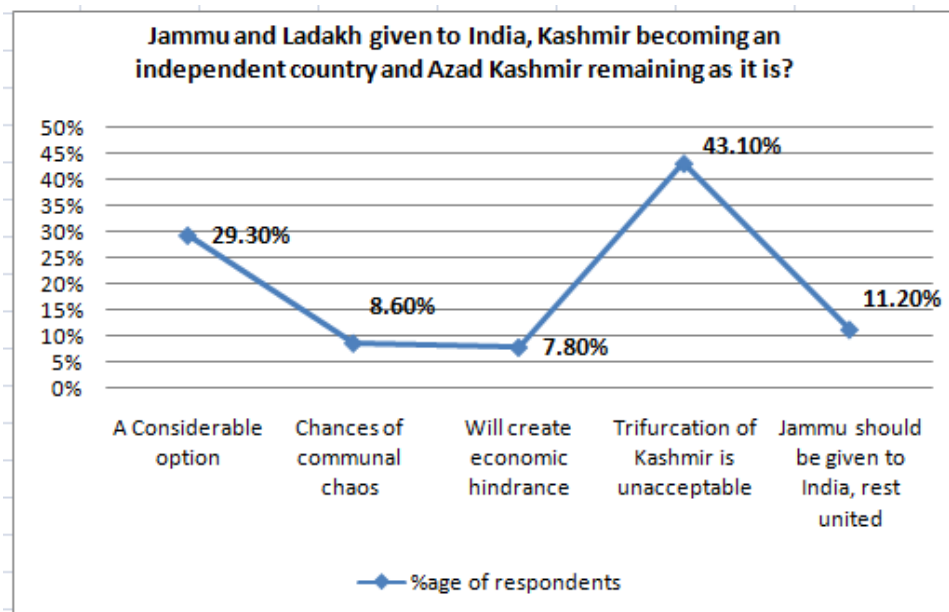 Jammu and Ladakh given to India, Kashmir becoming an
independent country and Azad Kashmir remaining as it is?
50%
45%
40%
35%
30%
25%
20%
15%
10%
5%
0%
29.30%
8.60%
7.80%
43.10%
11.20%
A Considerable
option
Chances of
communal
chaos
Will create
economic
hindrance
Trifurcation of
Kashmir is
unacceptable
Jammu should
be given to
India, rest
united
%age of respondents